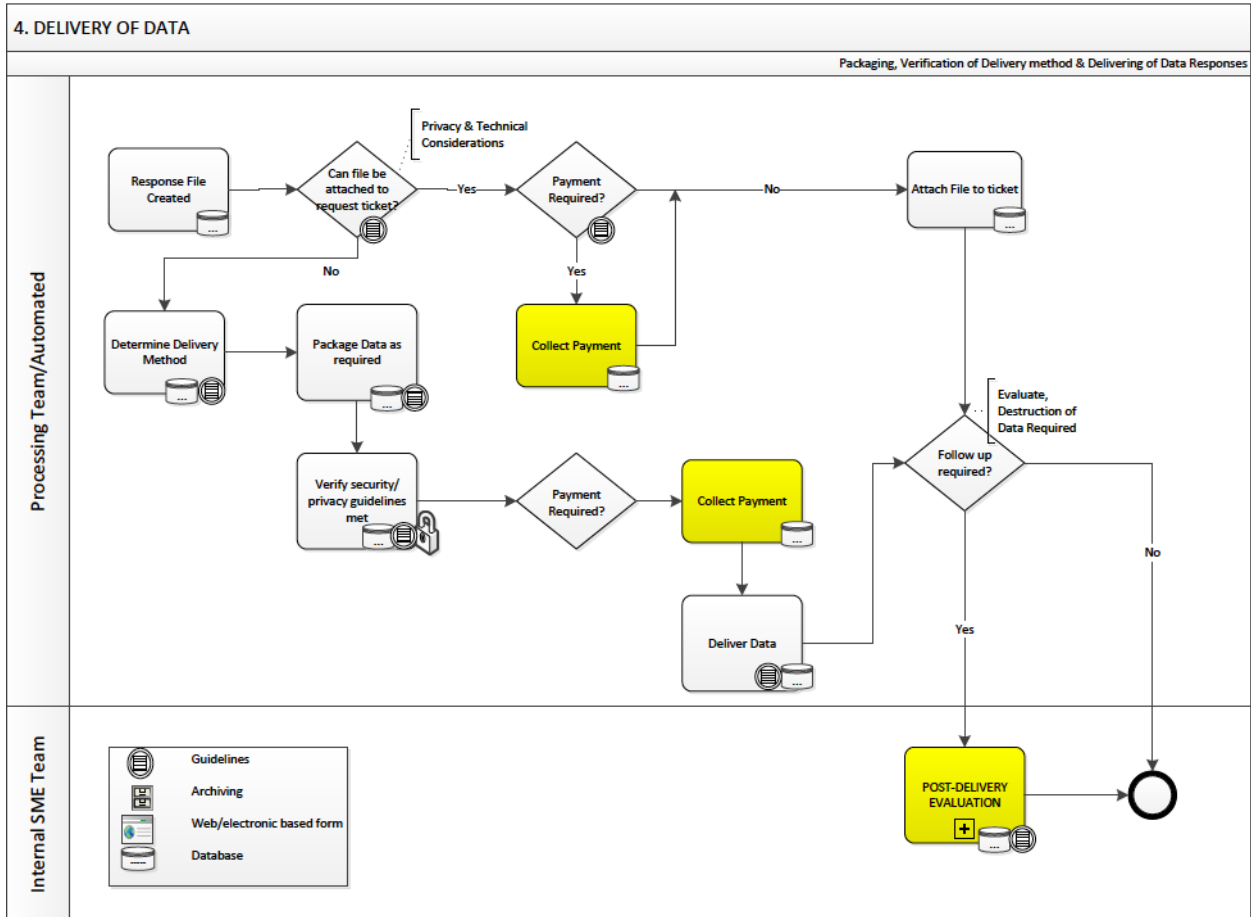 4. DELIVERY OF DATA
Packaging, Verification of Delivery method & Delivering of Data Responses
Processing Team/Automated
Privacy & Technical
Considerations
Response File
Created
...
Can file be
attached to
request ticket?
Yes
Payment
Required?
No
Attach File to ticket
...
No
Yes
Determine Delivery
Method
...
Package Data as
required
...
Collect Payment
...
Evaluate,
Destruction of
Data Required
Verify security/
privacy guidelines
met
...
Payment
Required?
Collect Payment
...
Follow up
required?
No
Deliver Data
...
Yes
Internal SME Team
Guidelines
Archiving
Web/electronic based form
Database
POST-DELIVERY
EVALUATION
...